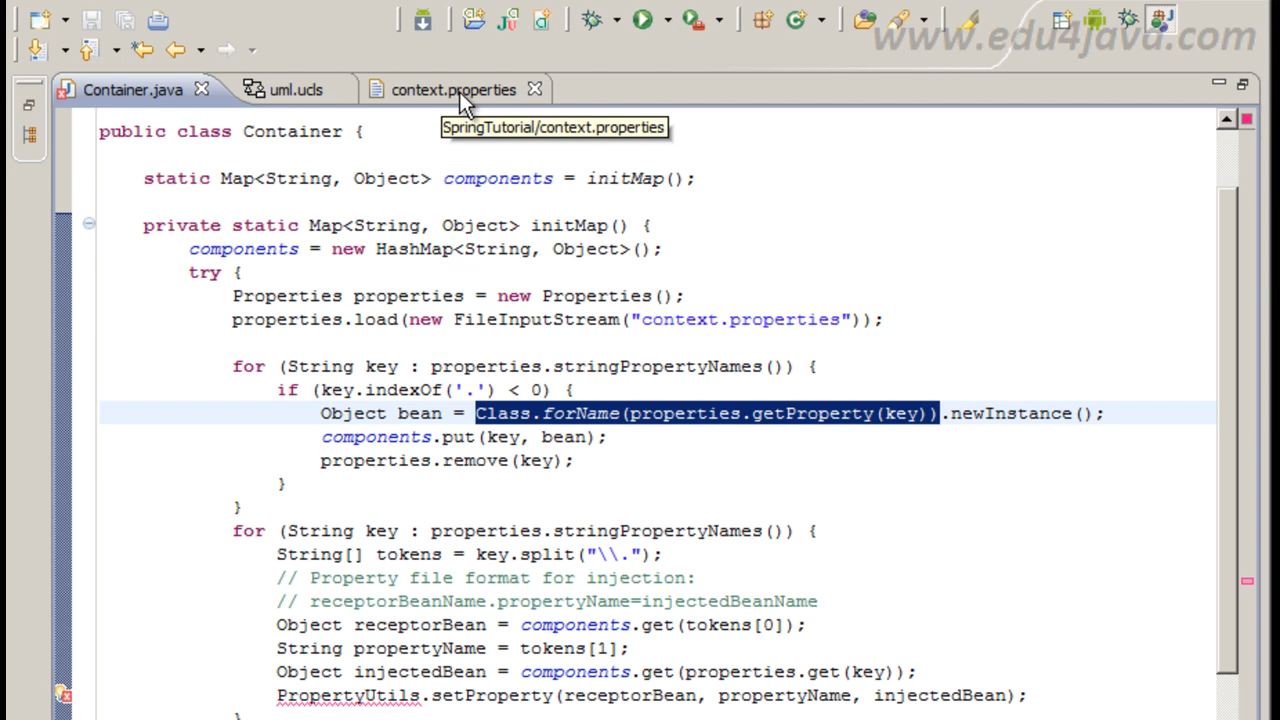 www.edu4java.com
Container.java
uml.ucls
context.properties
SpringTutorial/context.properties
public class Container {
static Map<String, Object> components = initMap();
private static Map<String, Object> initMap() {
components = new HashMap<String, Object>();
try {
Properties properties = new Properties();
properties.load(new FileInputStream("context.properties"));
for (String key : properties.stringPropertyNames()) {
if (key.indexOf('.') < 0) {
Object bean = Class.forName(properties.getProperty(key)).newInstance();
components.put(key, bean);
properties.remove(key);
}
}
for (String key : properties.stringPropertyNames()) {
String[] tokens = key.split("\\.");
// Property file format for injection:
// receptorBeanName.propertyName=injectedBeanName
Object receptorBean = components.get(tokens[0]);
String propertyName = tokens[1];
Object injectedBean = components.get(properties.get(key));
PropertyUtils.setProperty(receptorBean, propertyName, injectedBean);
}